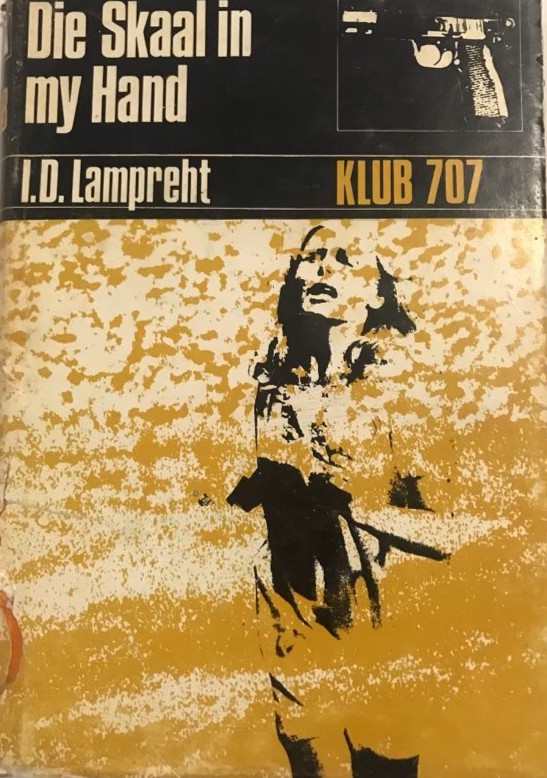 Die Skaal in
my Hand
I.D. Lampreht
KLUB 707